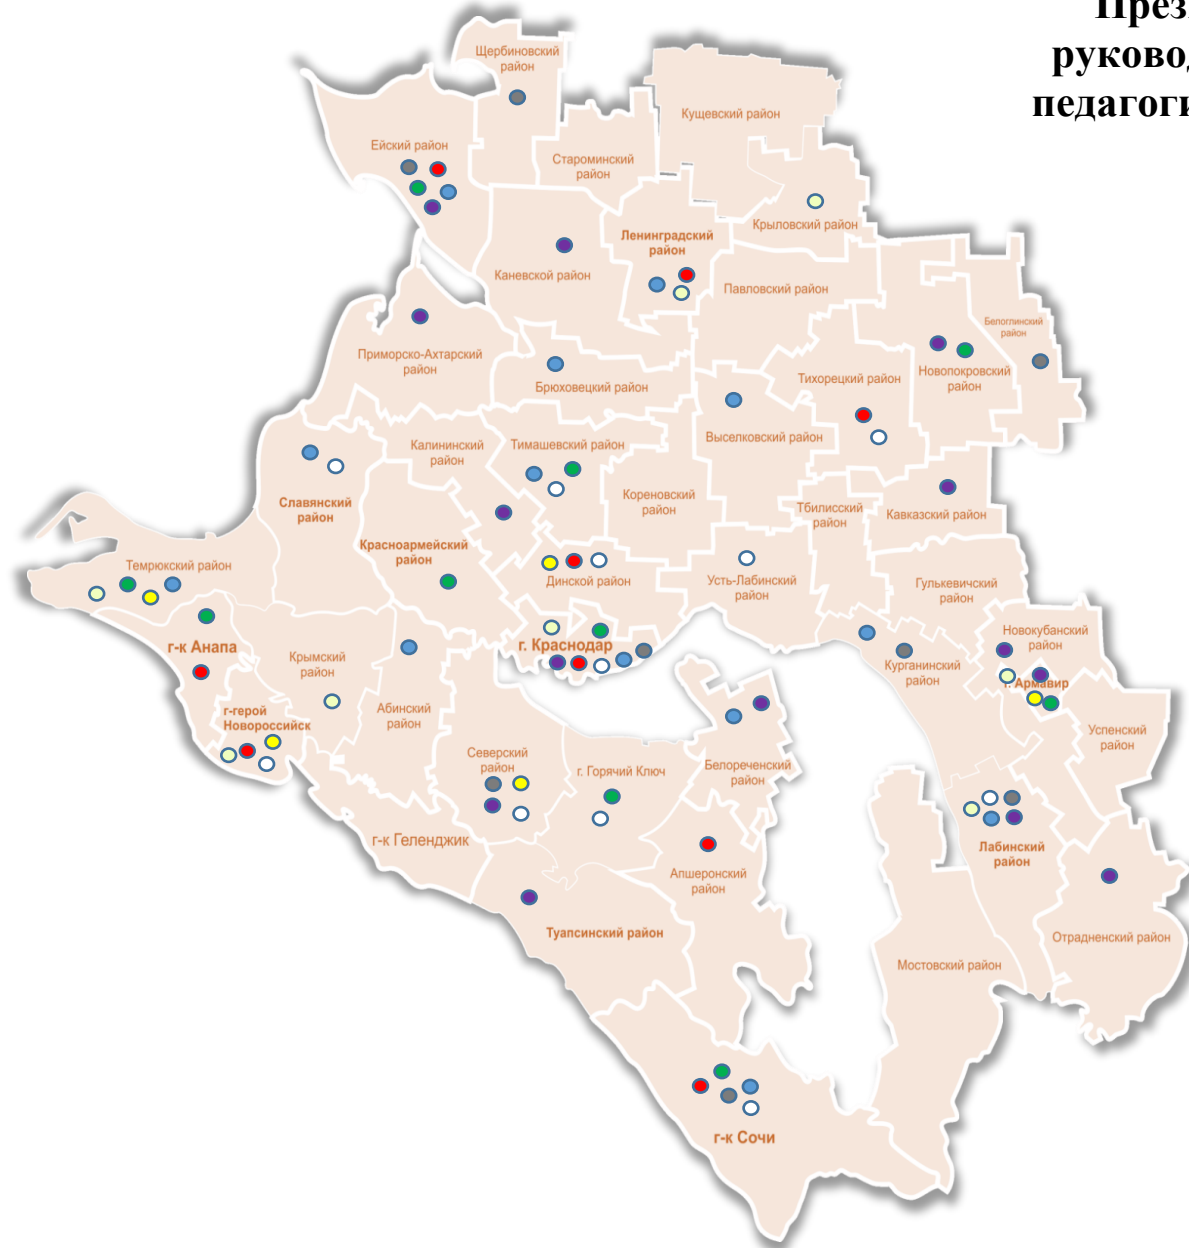 През
руковод
педагоги
Щербиновский
район
Кущевский район
Ейский район
Староминский
район
Крыловский район
Ленинградский
район
Каневской район
Павловский район
Белоглинский
район
Приморско-Ахтарский
район
Брюховецкий район
Тихорецкий район
Новопокровский
район
Калининский
район
Тимашевский район
Выселковский район
Славянский
район
Кореновский
район
Тбилисский
район
Кавказский район
Красноармейский
район
Темрюкский район
Динской район
Усть-Лабинский
район
Гулькевичский
район
г-к Анапа
Крымский
район
г. Краснодар
Новокубанский
район
Курганинский
район
г. Армавир
г-герой
Новороссийск
Абинский
район
Северский
район
г. Горячий Ключ
Белореченский
район
Успенский
район
г-к Геленджик
Апшеронский
район
Лабинский
район
Туапсинский район
Отрадненский район
Мостовский район
г-к Сочи